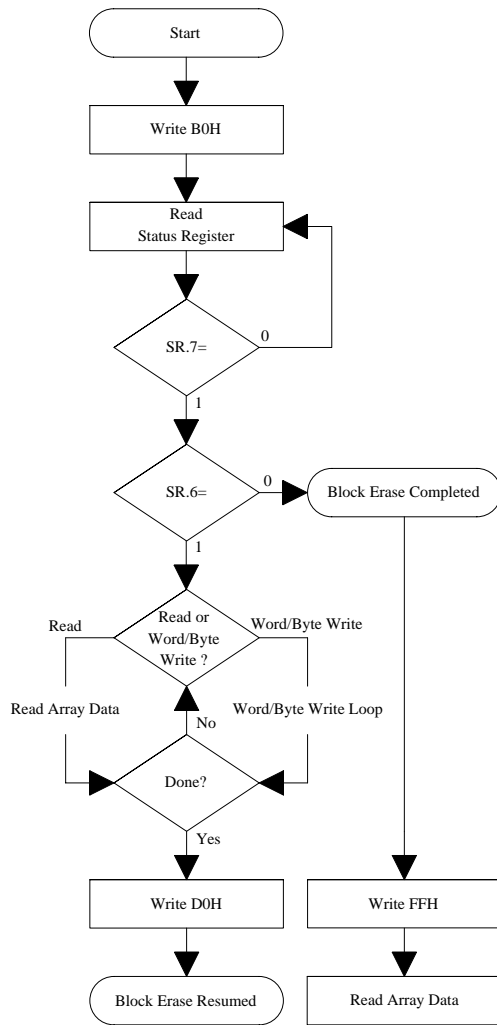 Start
Write B0H
Read
Status Register
SR.7=
0
1
SR.6=
0
Block Erase Completed
1
Read
Read or
Word/Byte
Write ?
Word/Byte Write
Read Array Data
No
Word/Byte Write Loop
Done?
Yes
Write D0H
Write FFH
Block Erase Resumed
Read Array Data